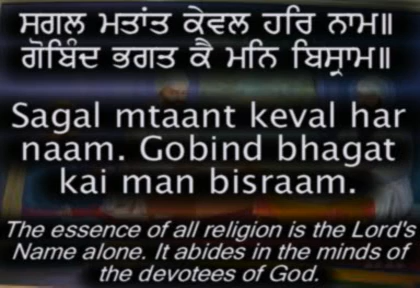 ਸਗਲ ਮਤਾਂਤ ਕੇਵਲ ਹਰਿ ਨਾਮ॥
ਗੋਬਿੰਦ ਭਗਤ ਕੈ ਮਨਿ ਬਿਸ੍ਰਾਮ॥
Sagal mtaant keval har
naam. Gobind bhagat
kai man bisraam.
The essence of all religion is the Lord's
Name alone. It abides in the minds of
the devotees of God.